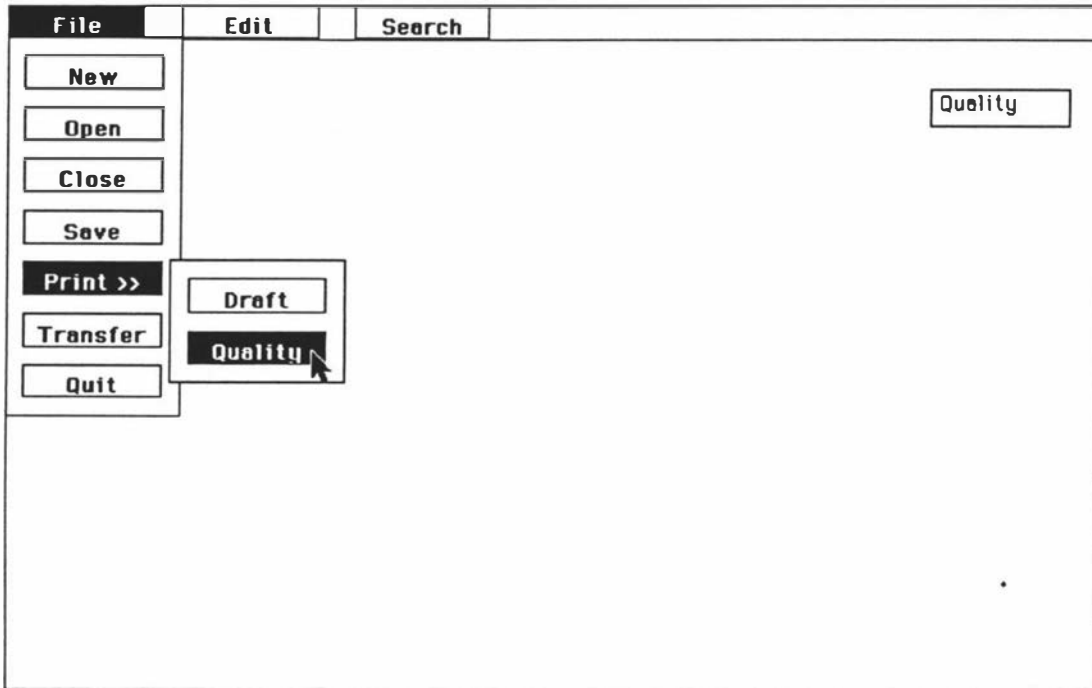 File Edit Search
New
Quality
Open
Close
Save
Print >>
Draft
Transfer
Quality
Quit